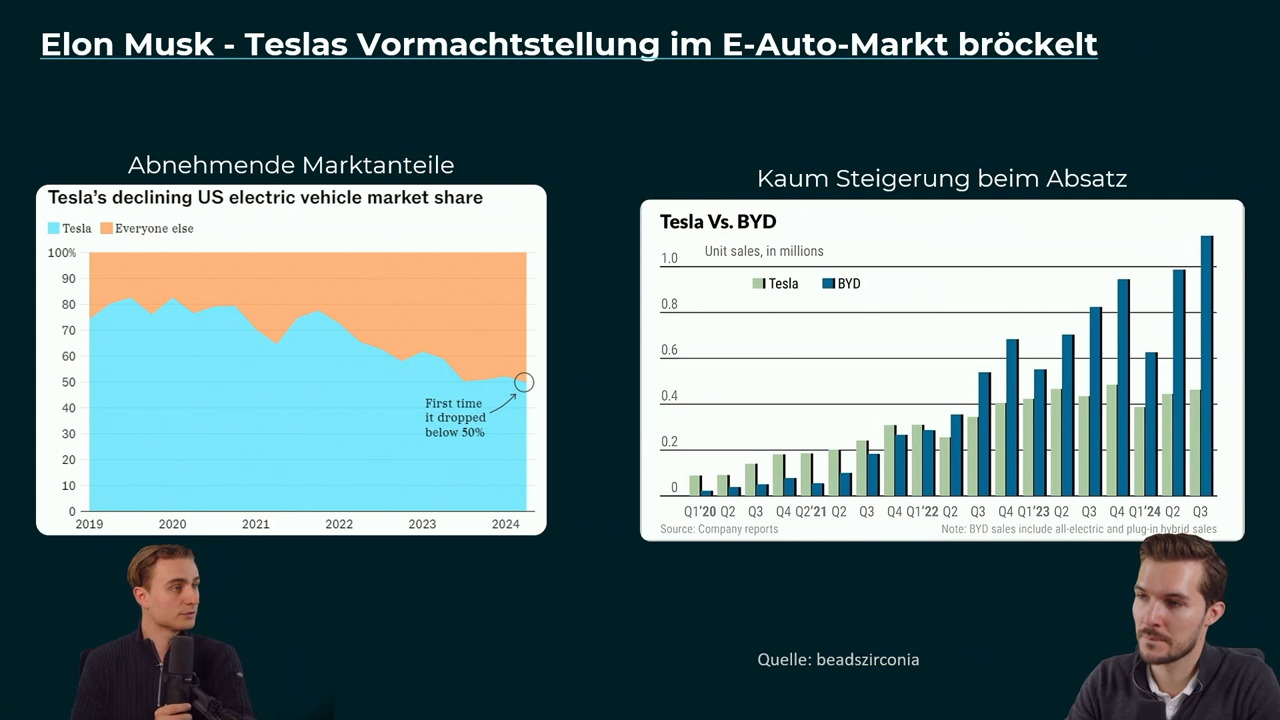 Elon Musk - Teslas Vormachtstellung im E-Auto-Markt bröckelt
Abnehmende Marktanteile
Tesla's declining US electric vehicle market share
Tesla Everyone else
100%
90
80
70
60
50
40
30
20
10
0
First time
it dropped
below 50%
2019 2020 2021 2022 2023 2024
Kaum Steigerung beim Absatz
Tesla Vs. BYD
Unit sales, in millions
Tesla BYD
1.0
0.8
0.6
0.4
0.2
0
Q1'20 Q2 Q3 Q4 Q2'21 Q2 Q3 Q4 Q1'22 Q2 Q3 Q4 Q1'23 Q2 Q3 Q4 Q1'24 Q2 Q3
Source: Company reports Note: BYD sales include all-electric and plug-in hybrid sales
Quelle: beadszirconia